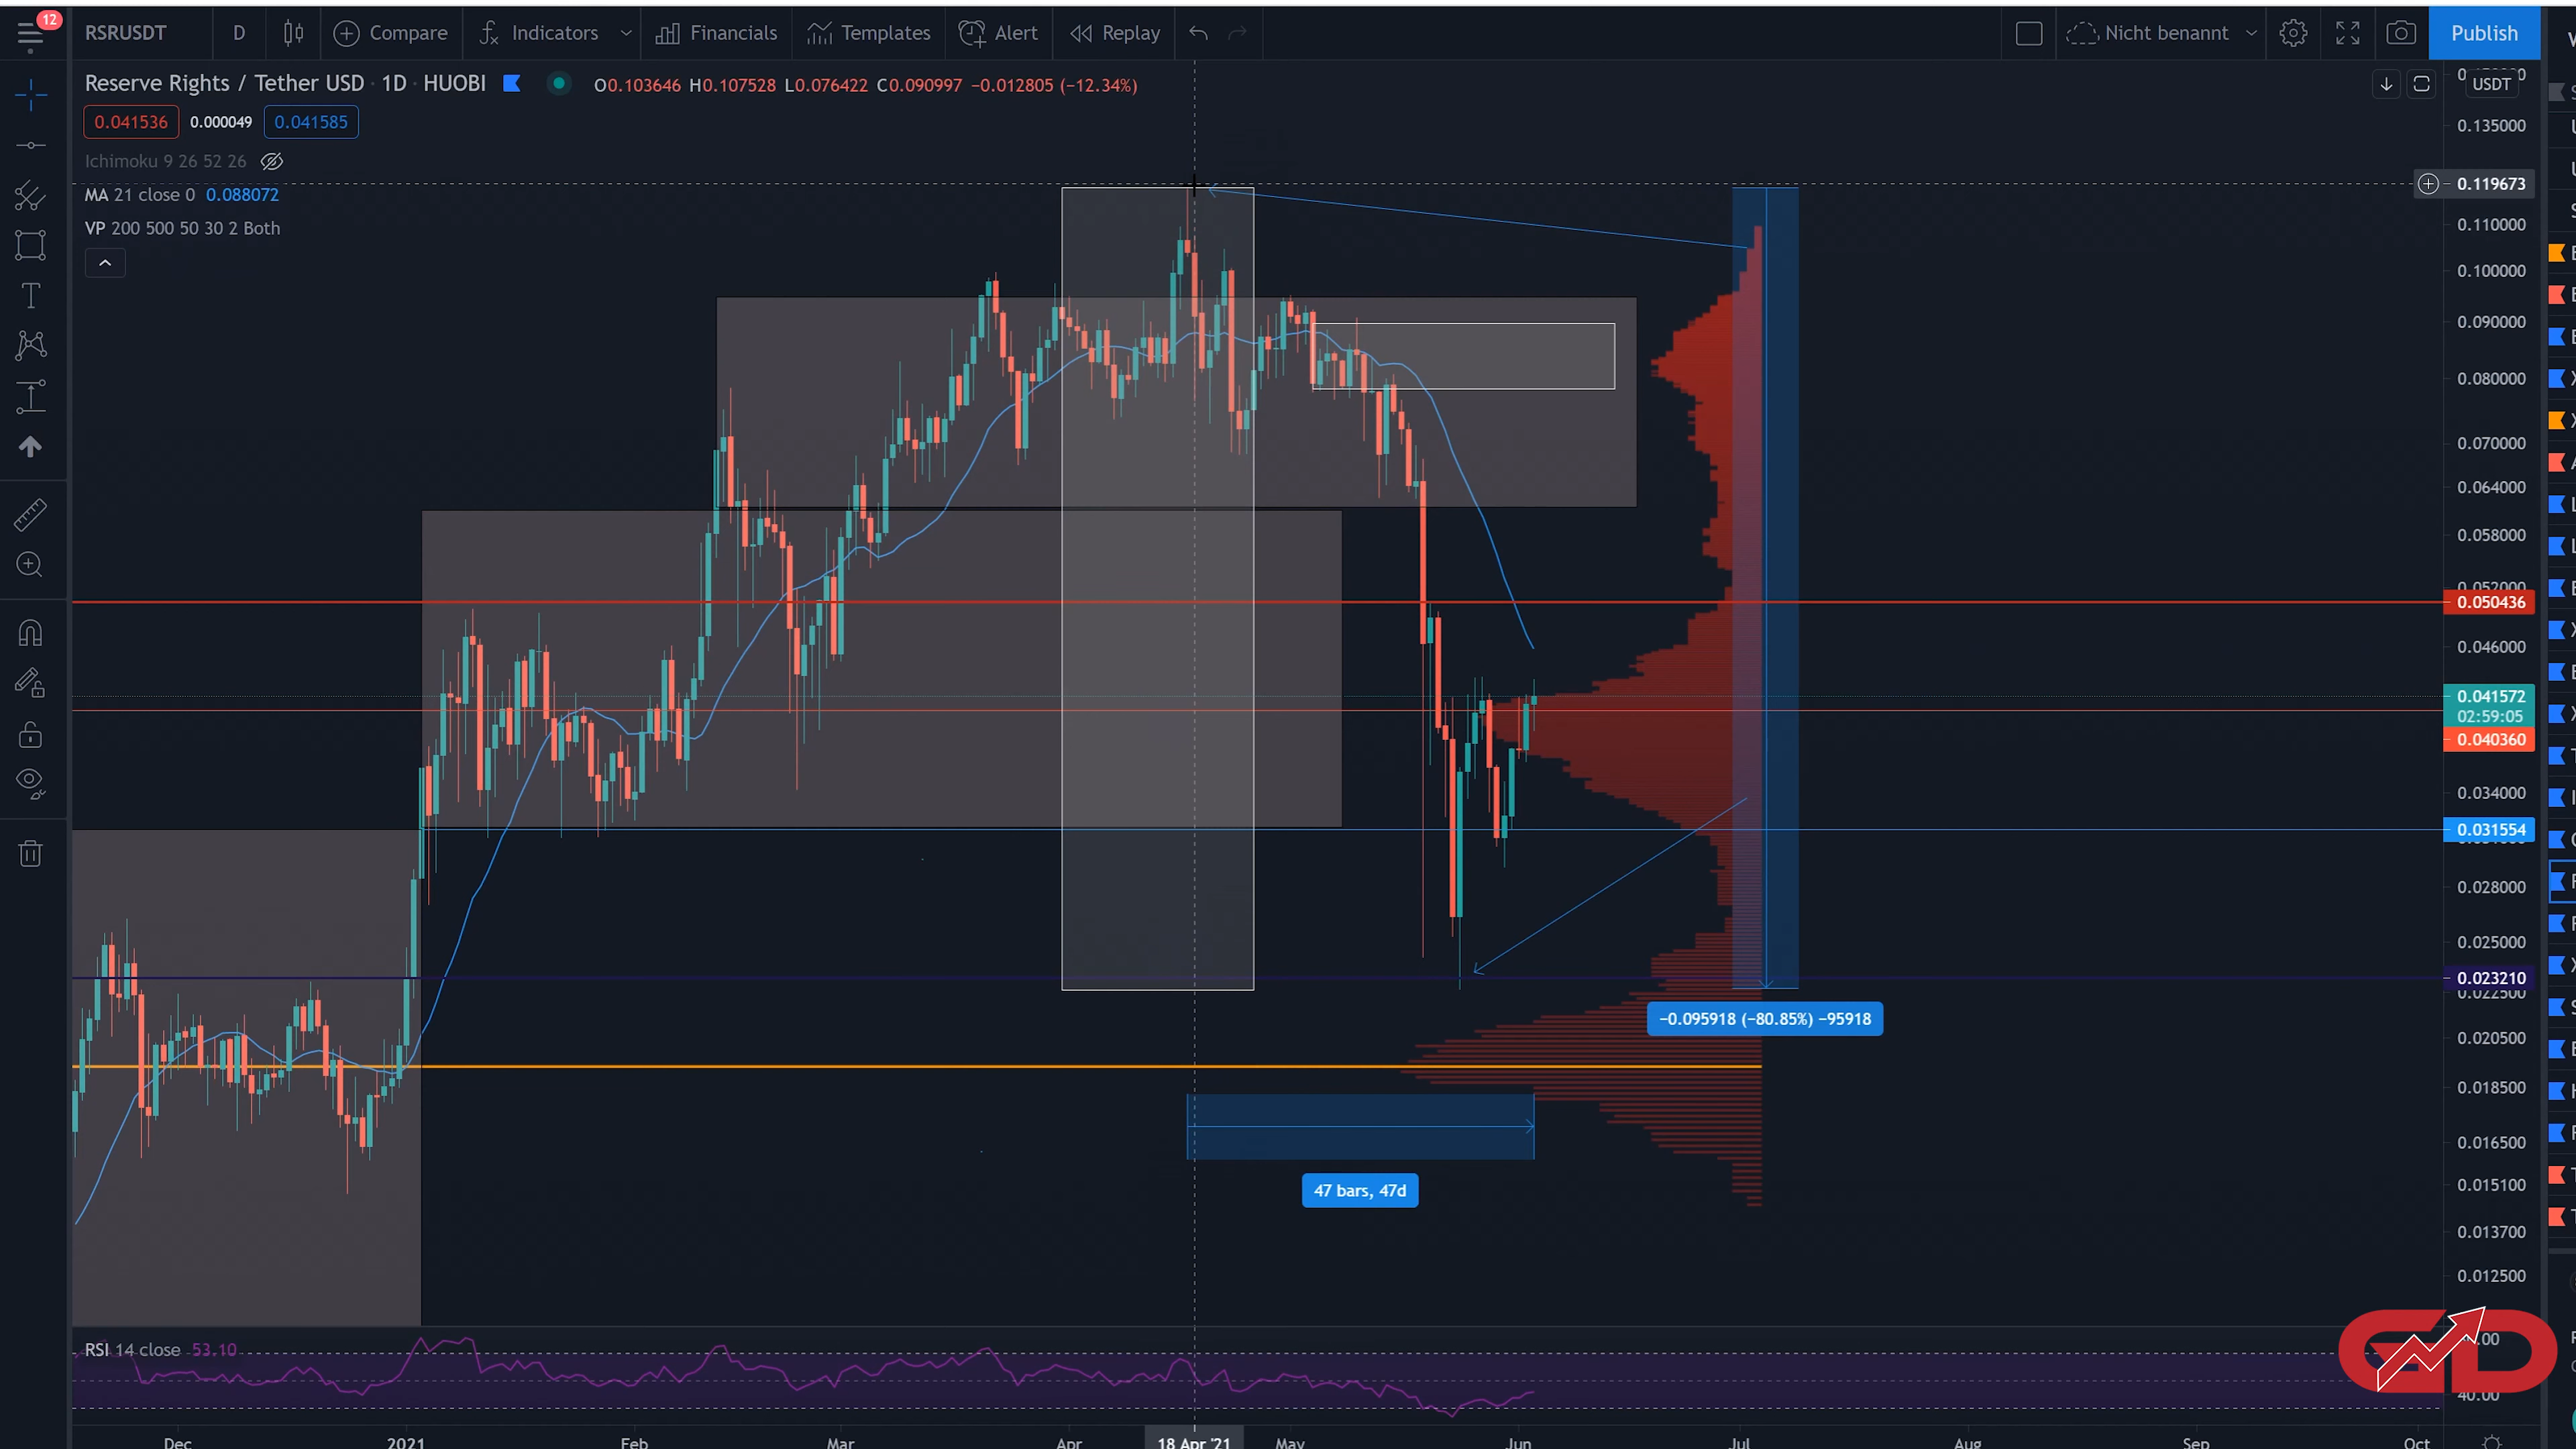 12
RSRUSDT D Compare Indicators Financials Templates Alert Replay Nicht benannt Publish
Reserve Rights / Tether USD · 1D · HUOBI O0.103646 H0.107528 L0.076422 C0.090997 −0.012805 (−12.34%)
USDT
0.041536 0.000049 0.041585
0.135000
Ichimoku 9 26 52 26
MA 21 close 0 0.088072
0.119673
VP 200 500 50 30 2 Both
0.110000
0.100000
0.090000
0.080000
0.070000
0.064000
0.058000
0.052000
0.050436
0.046000
0.041572
02:59:05
0.040360
0.034000
0.031554
0.028000
0.025000
0.023210
0.022500
−0.095918 (−80.85%) −95918
0.020500
0.018500
0.016500
47 bars, 47d
0.015100
0.013700
0.012500
RSI 14 close 53.10
GD
40.00
Dec 2021 Feb Mar Apr 18 Apr '21 May Jun Jul Aug Sep Oct